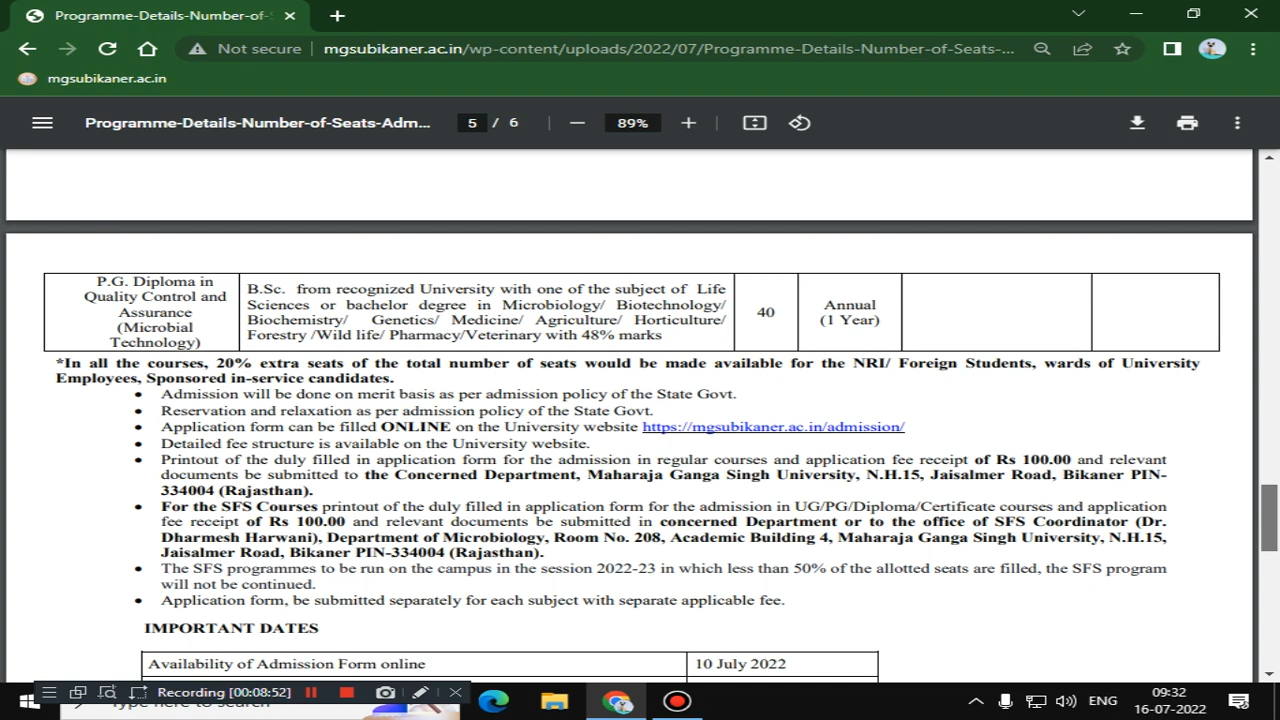 Programme-Details-Number-of-S
Not secure | mgsubikaner.ac.in/wp-content/uploads/2022/07/Programme-Details-Number-of-Seats-...
mgsubikaner.ac.in
Programme-Details-Number-of-Seats-Adm... 5 / 6 89%
P.G. Diploma in
Quality Control and
Assurance
(Microbial
Technology)
B.Sc. from recognized University with one of the subject of Life
Sciences or bachelor degree in Microbiology/ Biotechnology/
Biochemistry/ Genetics/ Medicine/ Agriculture/ Horticulture/
Forestry /Wild life/ Pharmacy/Veterinary with 48% marks
40
Annual
(1 Year)
*In all the courses, 20% extra seats of the total number of seats would be made available for the NRI/ Foreign Students, wards of University
Employees, Sponsored in-service candidates.
• Admission will be done on merit basis as per admission policy of the State Govt.
• Reservation and relaxation as per admission policy of the State Govt.
• Application form can be filled ONLINE on the University website https://mgsubikaner.ac.in/admission/
• Detailed fee structure is available on the University website.
• Printout of the duly filled in application form for the admission in regular courses and application fee receipt of Rs 100.00 and relevant
documents be submitted to the Concerned Department, Maharaja Ganga Singh University, N.H.15, Jaisalmer Road, Bikaner PIN-
334004 (Rajasthan).
• For the SFS Courses printout of the duly filled in application form for the admission in UG/PG/Diploma/Certificate courses and application
fee receipt of Rs 100.00 and relevant documents be submitted in concerned Department or to the office of SFS Coordinator (Dr.
Dharmesh Harwani), Department of Microbiology, Room No. 208, Academic Building 4, Maharaja Ganga Singh University, N.H.15,
Jaisalmer Road, Bikaner PIN-334004 (Rajasthan).
• The SFS programmes to be run on the campus in the session 2022-23 in which less than 50% of the allotted seats are filled, the SFS program
will not be continued.
• Application form, be submitted separately for each subject with separate applicable fee.
IMPORTANT DATES
Availability of Admission Form online 10 July 2022
Recording [00:08:52]
Type here to search
ENG
09:32
16-07-2022